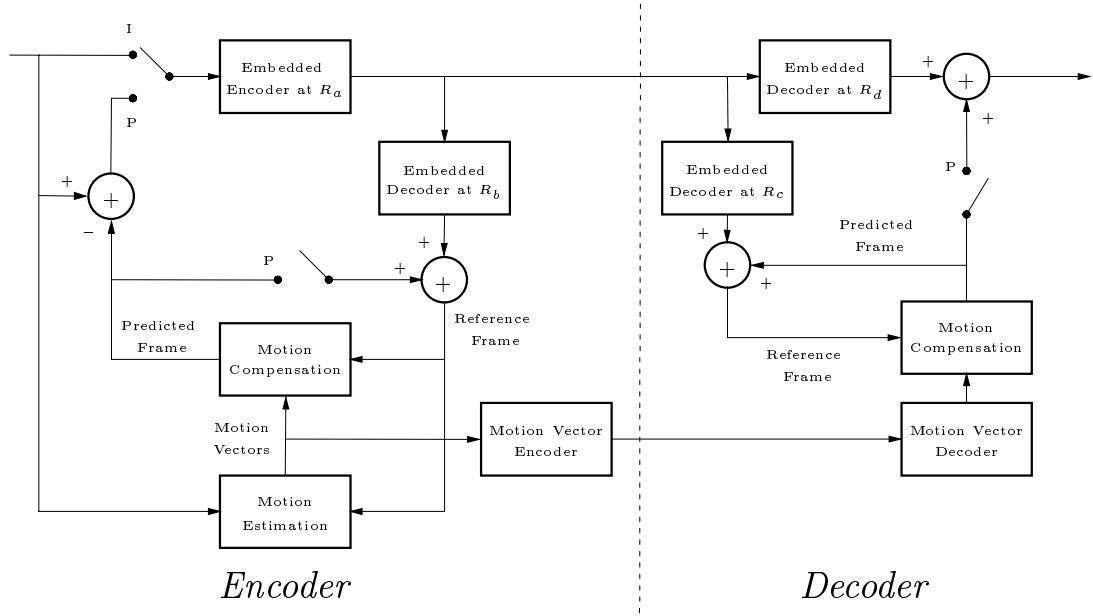 I
P
Embedded
Encoder at R_a
Embedded
Decoder at R_b
+
+
−
P
+
+
+
Predicted
Frame
Reference
Frame
Motion
Compensation
Motion
Vectors
Motion Vector
Encoder
Motion
Estimation
Encoder
Embedded
Decoder at R_d
+
+
+
P
Embedded
Decoder at R_c
+
+
+
Predicted
Frame
Reference
Frame
Motion
Compensation
Motion Vector
Decoder
Decoder